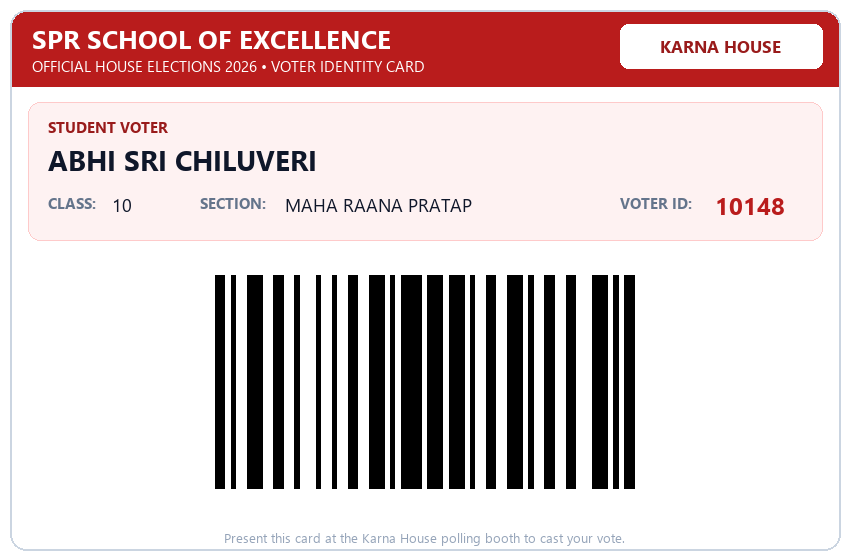 SPR SCHOOL OF EXCELLENCE
OFFICIAL HOUSE ELECTIONS 2026 • VOTER IDENTITY CARD
KARNA HOUSE
STUDENT VOTER
ABHI SRI CHILUVERI
CLASS: 10 SECTION: MAHA RAANA PRATAP VOTER ID: 10148
Present this card at the Karna House polling booth to cast your vote.